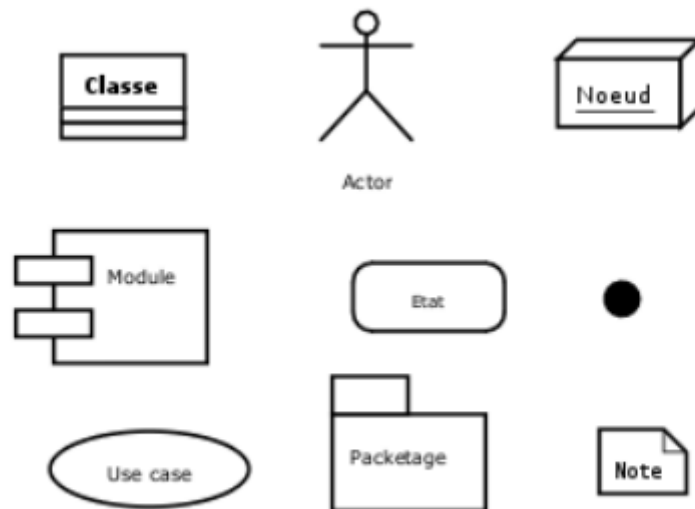 Classe
Noeud
Actor
Module
Etat
Use case
Packetage
Note